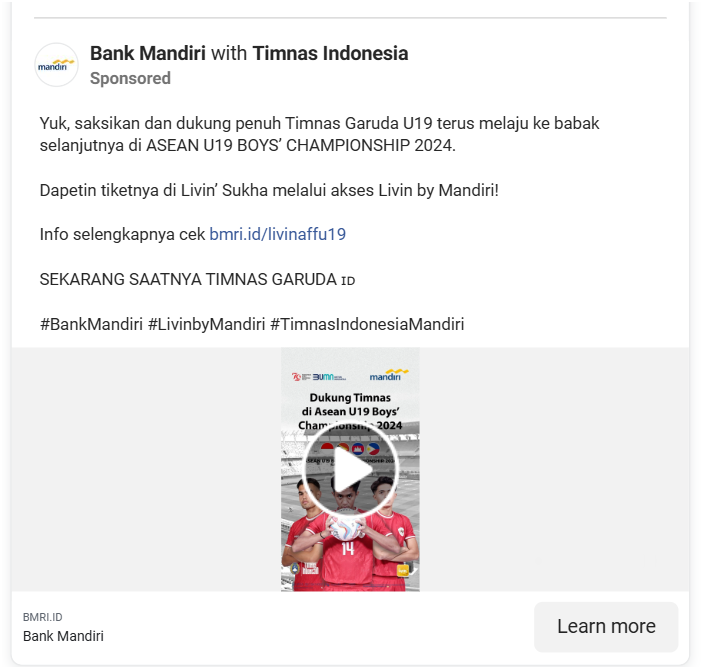 mandiri
Bank Mandiri with Timnas Indonesia
Sponsored
Yuk, saksikan dan dukung penuh Timnas Garuda U19 terus melaju ke babak
selanjutnya di ASEAN U19 BOYS’ CHAMPIONSHIP 2024.
Dapetin tiketnya di Livin’ Sukha melalui akses Livin by Mandiri!
Info selengkapnya cek bmri.id/livinaffu19
SEKARANG SAATNYA TIMNAS GARUDA ɪᴅ
#BankMandiri #LivinbyMandiri #TimnasIndonesiaMandiri
BUMN
mandiri
Dukung Timnas
di Asean U19 Boys’
Championship 2024
14
BMRI.ID
Bank Mandiri
Learn more